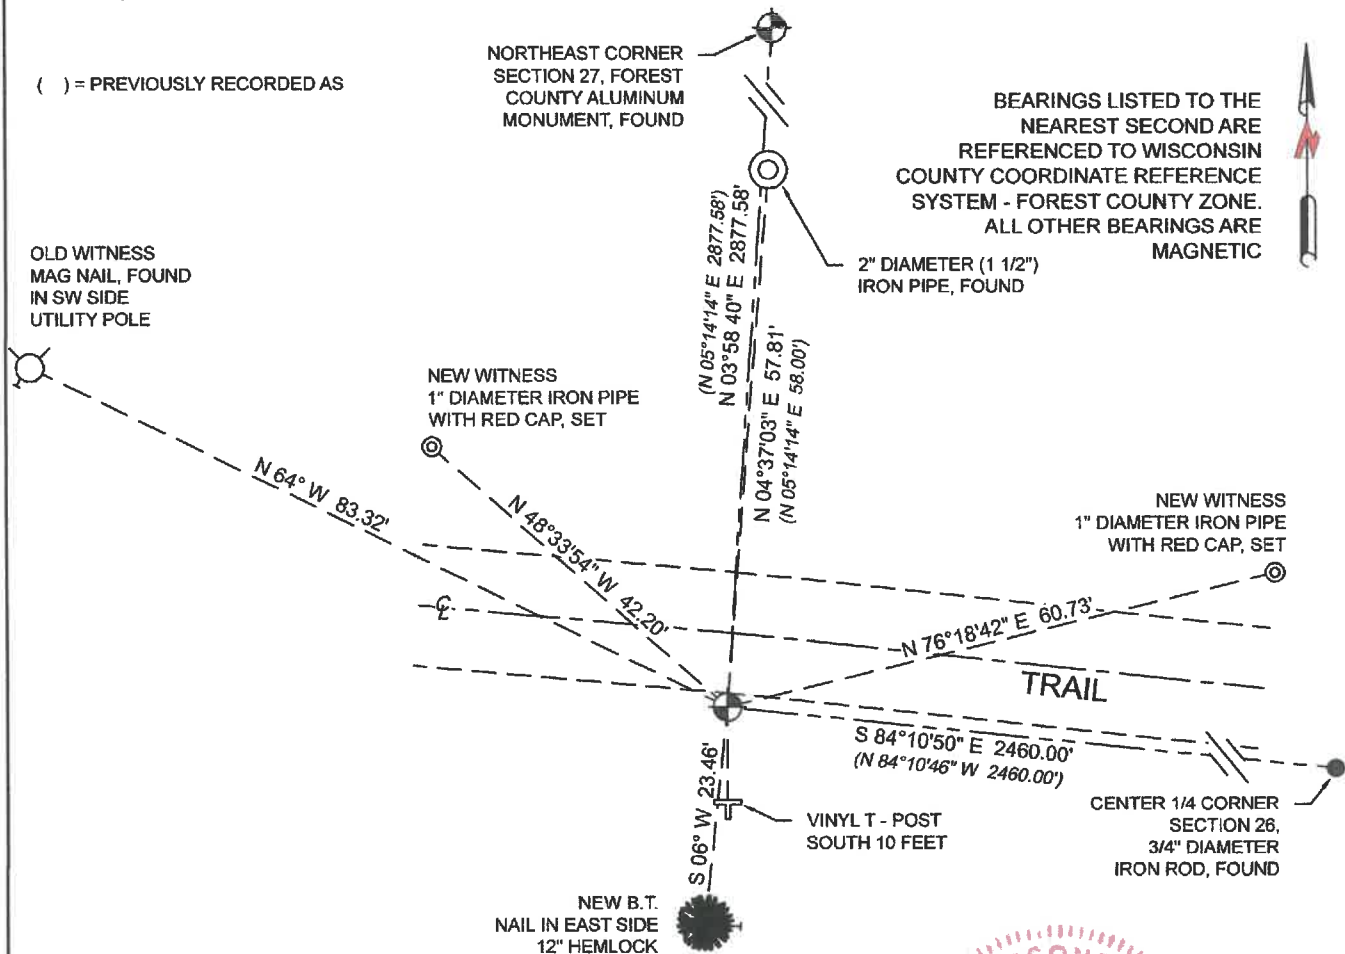 ( ) = PREVIOUSLY RECORDED AS
NORTHEAST CORNER
SECTION 27, FOREST
COUNTY ALUMINUM
MONUMENT, FOUND
BEARINGS LISTED TO THE
NEAREST SECOND ARE
REFERENCED TO WISCONSIN
COUNTY COORDINATE REFERENCE
SYSTEM - FOREST COUNTY ZONE.
ALL OTHER BEARINGS ARE
MAGNETIC
2" DIAMETER (1 1/2")
IRON PIPE, FOUND
OLD WITNESS
MAG NAIL, FOUND
IN SW SIDE
UTILITY POLE
NEW WITNESS
1" DIAMETER IRON PIPE
WITH RED CAP, SET
(N 05°14'14" E 2877.58')
N 03°58 40" E 2877.58'
N 04°37'03" E 57.81'
(N 05°14'14" E 58.00')
N 64° W 83.32'
N 48°33'54" W 42.20'
NEW WITNESS
1" DIAMETER IRON PIPE
WITH RED CAP, SET
N 76°18'42" E 60.73'
CL
TRAIL
S 84°10'50" E 2460.00'
(N 84°10'46" W 2460.00')
S 06° W 23.46'
VINYL T - POST
SOUTH 10 FEET
CENTER 1/4 CORNER
SECTION 26,
3/4" DIAMETER
IRON ROD, FOUND
NEW B.T.
NAIL IN EAST SIDE
12" HEMLOCK